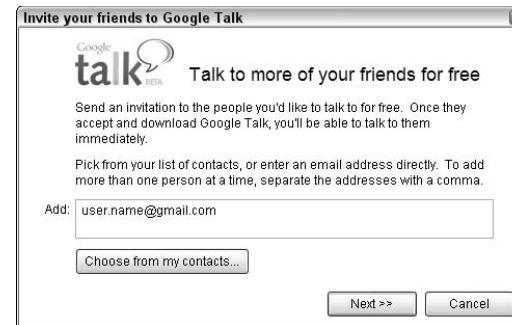 Invite your friends to Google Talk
Google
talk
BETA
Talk to more of your friends for free
Send an invitation to the people you'd like to talk to for free. Once they
accept and download Google Talk, you'll be able to talk to them
immediately.
Pick from your list of contacts, or enter an email address directly. To add
more than one person at a time, separate the addresses with a comma.
Add: user.name@gmail.com
Choose from my contacts...
Next >> Cancel